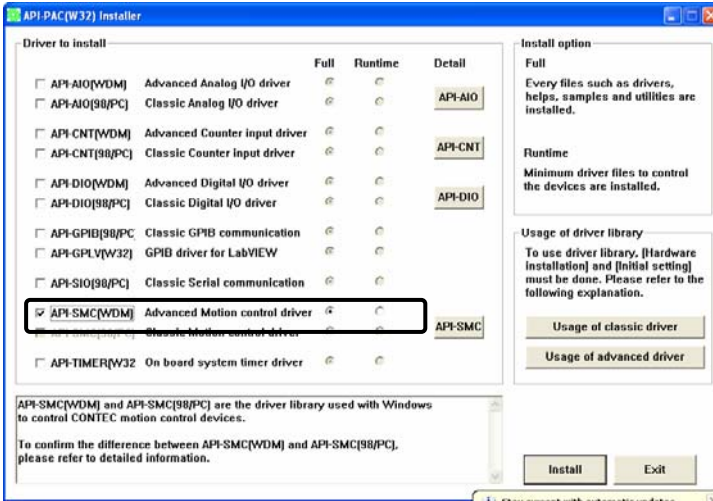 API-PAC(W32) Installer
Driver to install
Full Runtime Detail
API-AIO(WDM) Advanced Analog I/O driver
API-AIO(98/PC) Classic Analog I/O driver
API-AIO
API-CNT(WDM) Advanced Counter input driver
API-CNT(98/PC) Classic Counter input driver
API-CNT
API-DIO(WDM) Advanced Digital I/O driver
API-DIO(98/PC) Classic Digital I/O driver
API-DIO
API-GPIB(98/PC Classic GPIB communication
API-GPLV(W32) GPIB driver for LabVIEW
API-SIO(98/PC) Classic Serial communication
API-SMC(WDM) Advanced Motion control driver
API-SMC(98/PC) Classic Motion control driver
API-SMC
API-TIMER(W32 On board system timer driver
Install option
Full
Every files such as drivers,
helps, samples and utilities are
installed.
Runtime
Minimum driver files to control
the devices are installed.
Usage of driver library
To use driver library, [Hardware
installation] and [Initial setting]
must be done. Please refer to the
following explanation.
Usage of classic driver
Usage of advanced driver
API-SMC(WDM) and API-SMC(98/PC) are the driver library used with Windows
to control CONTEC motion control devices.
To confirm the difference between API-SMC(WDM) and API-SMC(98/PC),
please refer to detailed information.
Install Exit
Stay current with automatic updates